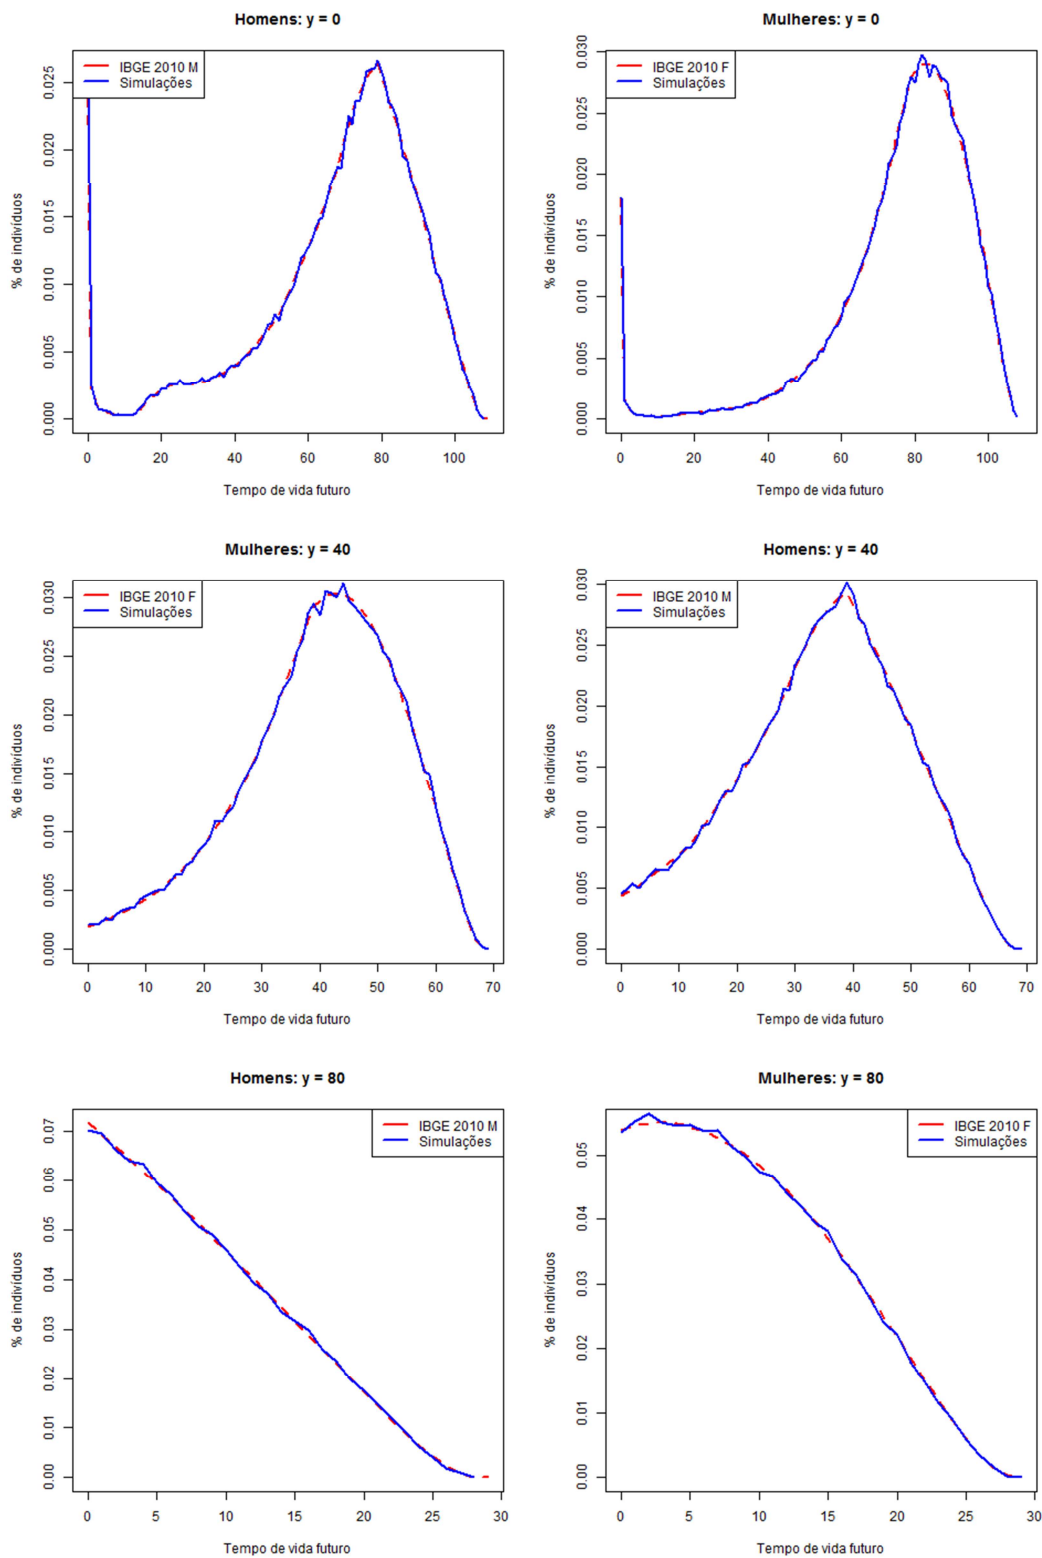 Homens: y = 0
IBGE 2010 M
Simulações
% de indivíduos
0.000 0.005 0.010 0.015 0.020 0.025
0 20 40 60 80 100
Tempo de vida futuro
Mulheres: y = 0
IBGE 2010 F
Simulações
% de indivíduos
0.000 0.005 0.010 0.015 0.020 0.025 0.030
0 20 40 60 80 100
Tempo de vida futuro
Mulheres: y = 40
IBGE 2010 F
Simulações
% de indivíduos
0.000 0.005 0.010 0.015 0.020 0.025 0.030
0 10 20 30 40 50 60 70
Tempo de vida futuro
Homens: y = 40
IBGE 2010 M
Simulações
% de indivíduos
0.000 0.005 0.010 0.015 0.020 0.025 0.030
0 10 20 30 40 50 60 70
Tempo de vida futuro
Homens: y = 80
IBGE 2010 M
Simulações
% de indivíduos
0.00 0.01 0.02 0.03 0.04 0.05 0.06 0.07
0 5 10 15 20 25 30
Tempo de vida futuro
Mulheres: y = 80
IBGE 2010 F
Simulações
% de indivíduos
0.00 0.01 0.02 0.03 0.04 0.05
0 5 10 15 20 25 30
Tempo de vida futuro